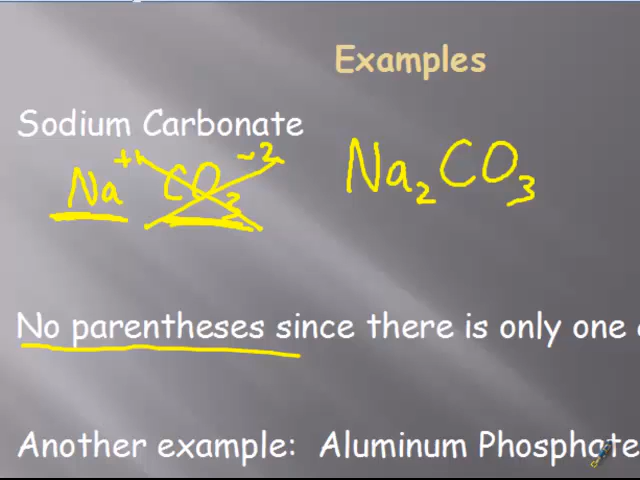 Examples
Sodium Carbonate
Na⁺¹ CO₃⁻² Na₂CO₃
No parentheses since there is only one
Another example: Aluminum Phosphate